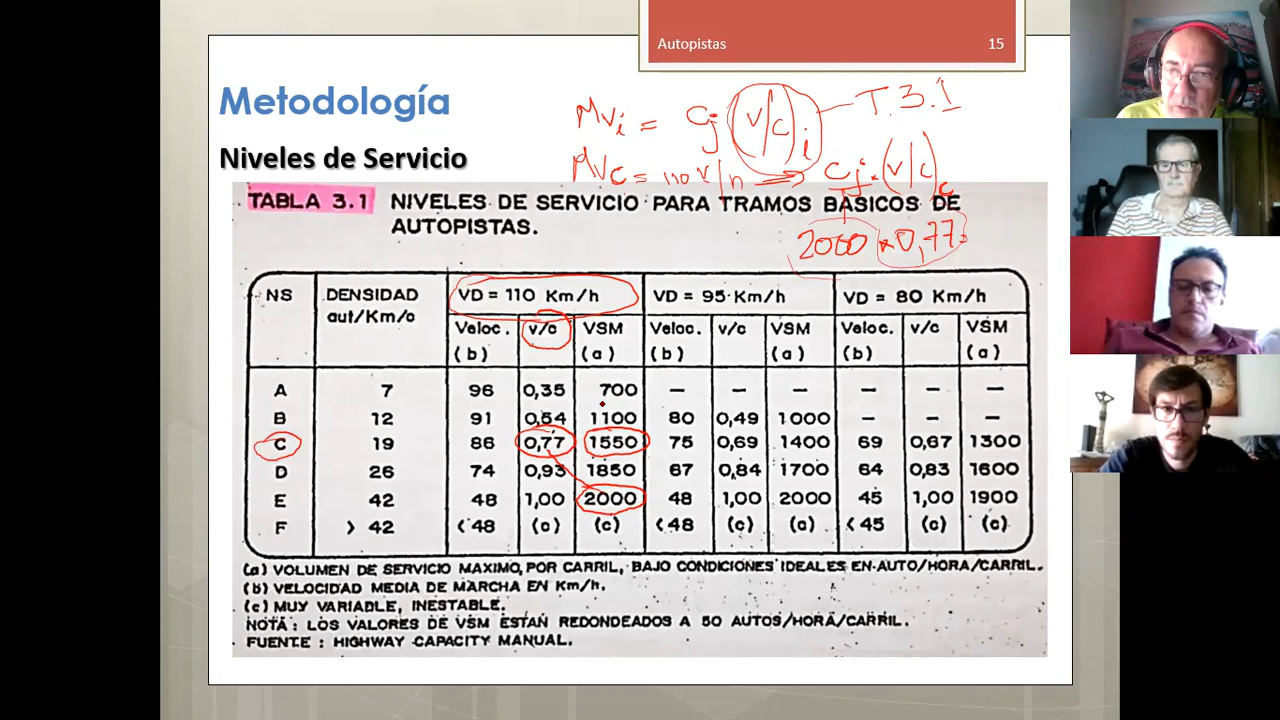 Autopistas 15
Metodología
MVi = Cj (v/c)i — T.3.1
Niveles de Servicio
MVc = 110 v/n → Cj * (v/c)c
2000 * 0,77
TABLA 3.1 NIVELES DE SERVICIO PARA TRAMOS BASICOS DE
AUTOPISTAS.
NS DENSIDAD VD = 110 Km/h VD = 95 Km/h VD = 80 Km/h
aut/Km/c Veloc. v/c VSM Veloc. v/c VSM Veloc. v/c VSM
(b) (a) (b) (a) (b) (a)
A 7 96 0,35 700 — — — — — —
B 12 91 0,54 1100 80 0,49 1000 — — —
C 19 86 0,77 1550 75 0,69 1400 69 0,67 1300
D 26 74 0,93 1850 67 0,84 1700 64 0,83 1600
E 42 48 1,00 2000 48 1,00 2000 45 1,00 1900
F > 42 < 48 (c) (c) < 48 (c) (c) < 45 (c) (c)
(a) VOLUMEN DE SERVICIO MAXIMO, POR CARRIL, BAJO CONDICIONES IDEALES EN AUTO/HORA/CARRIL.
(b) VELOCIDAD MEDIA DE MARCHA EN Km/h.
(c) MUY VARIABLE, INESTABLE.
NOTA : LOS VALORES DE VSM ESTAN REDONDEADOS A 50 AUTOS/HORA/CARRIL.
FUENTE : HIGHWAY CAPACITY MANUAL.